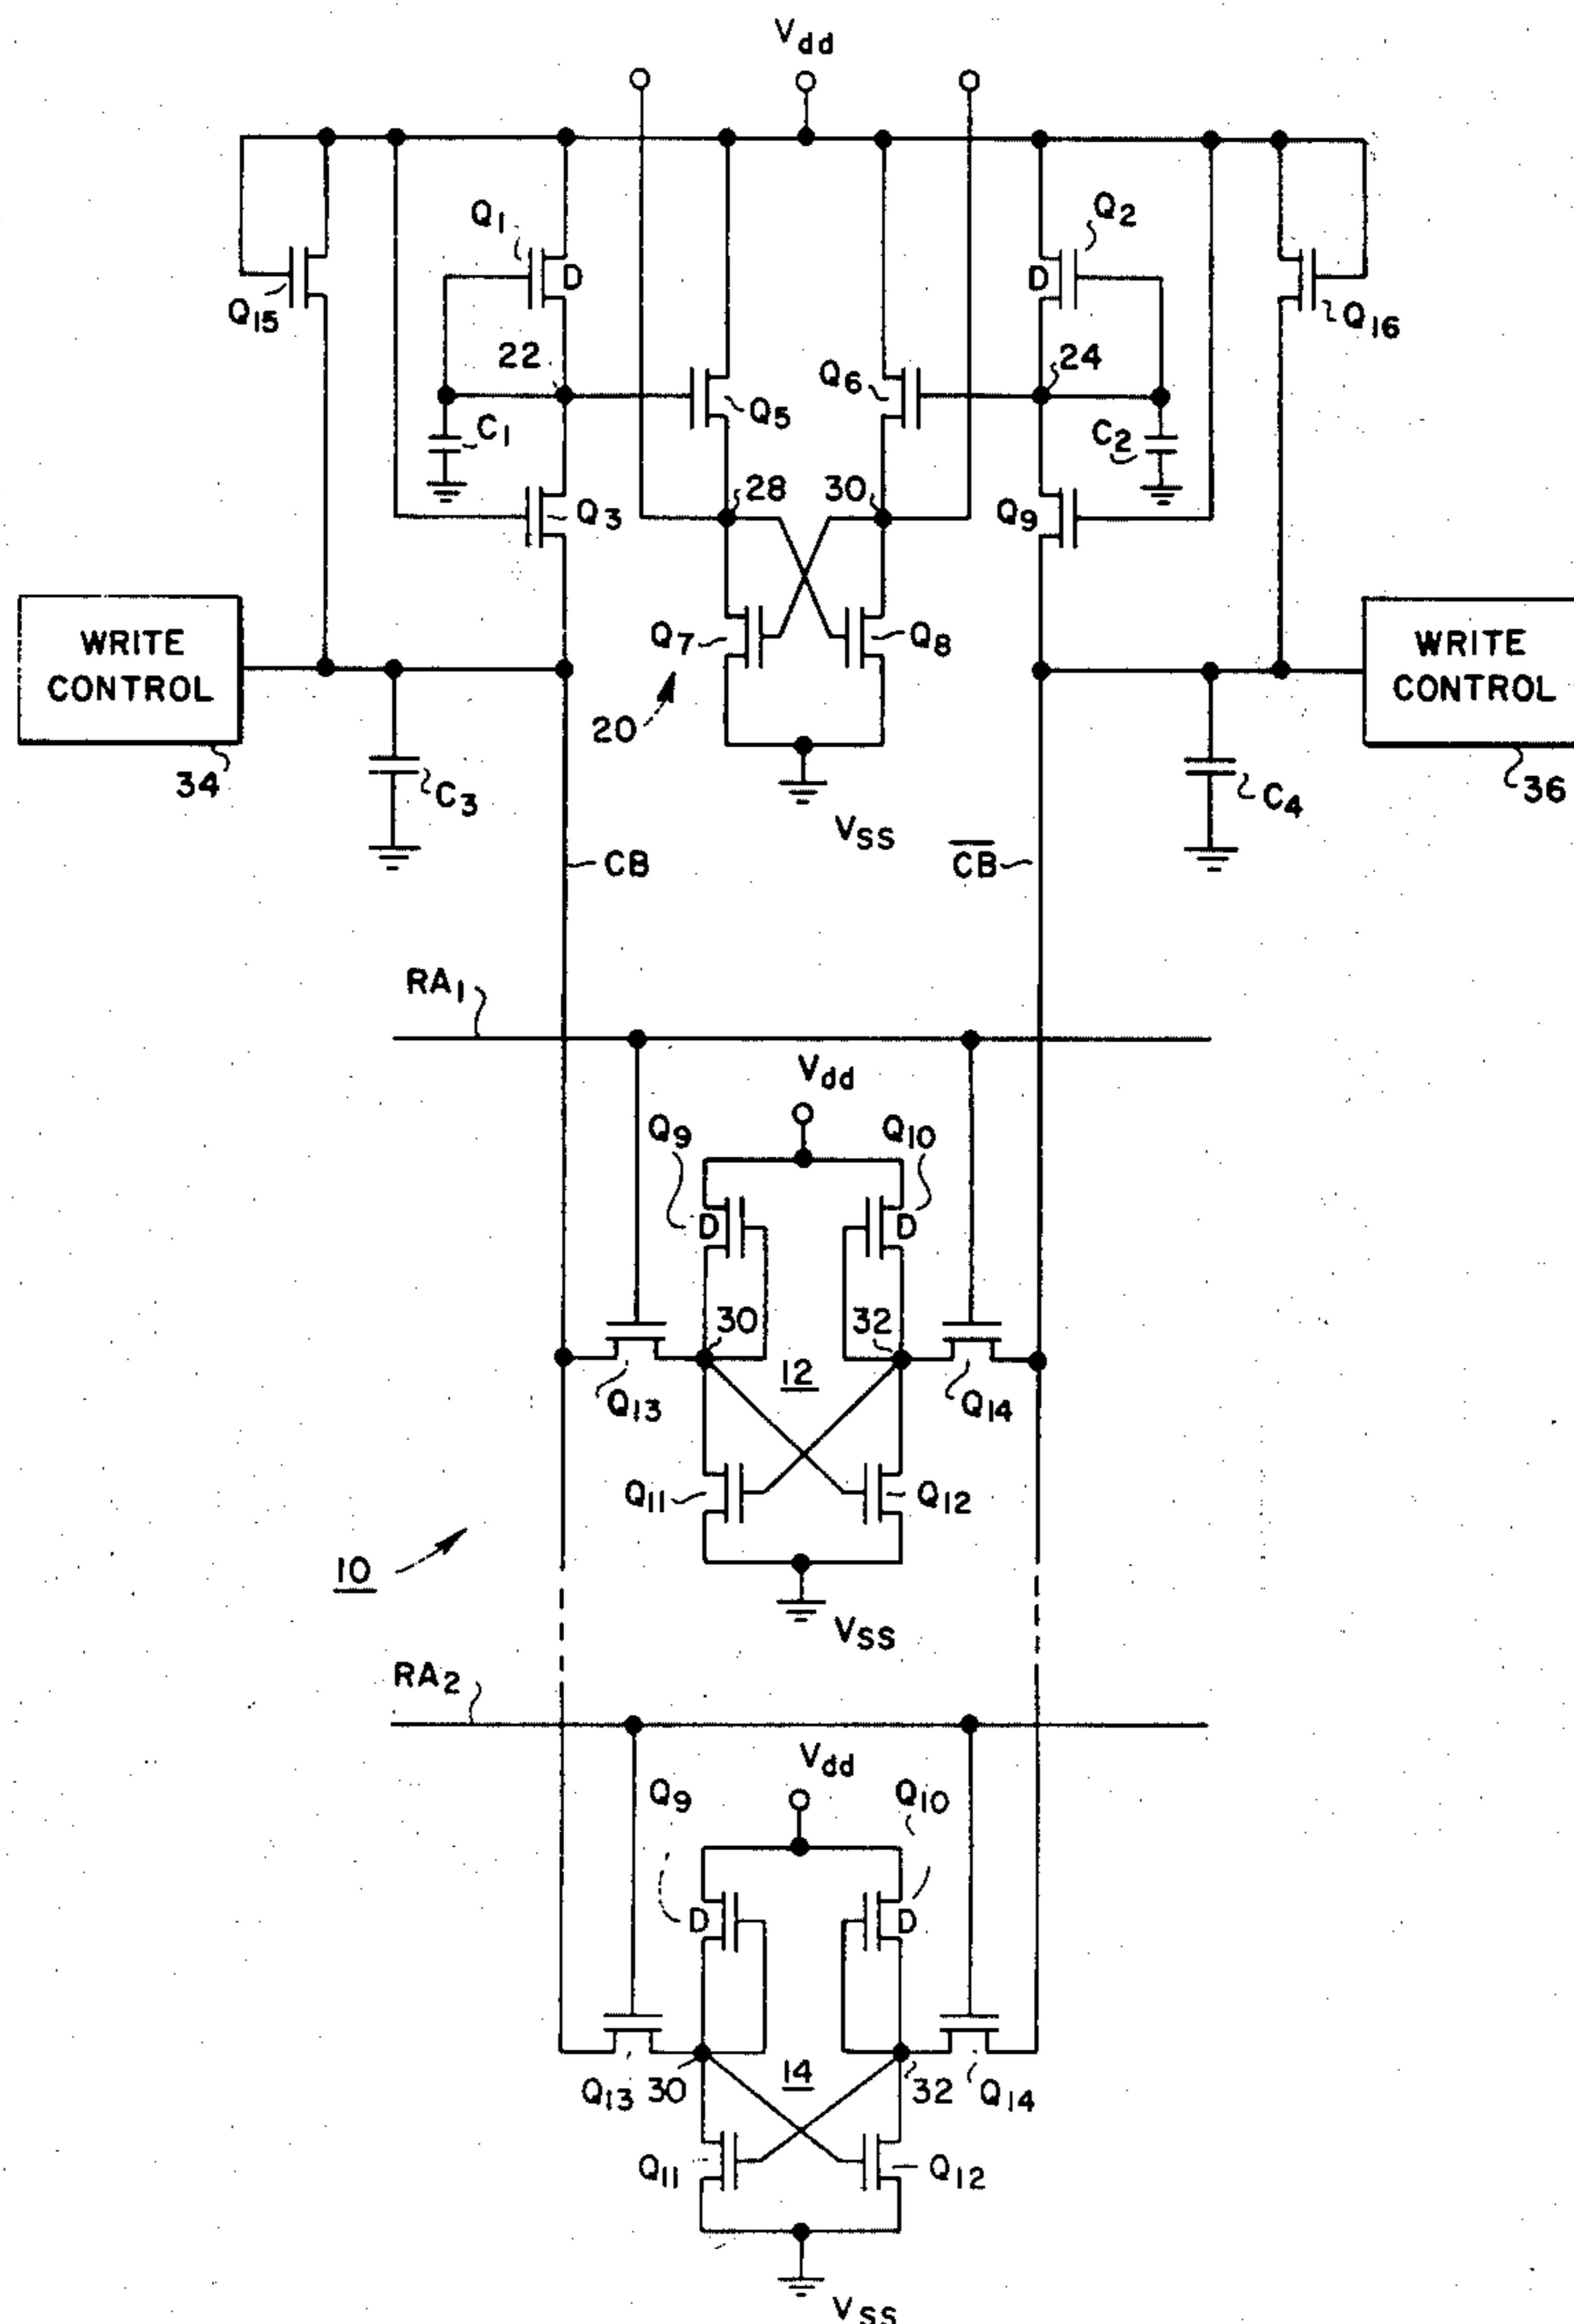 Vdd
Q1
Q2
D
D
Q15
Q16
22
24
Q6
Q5
C1
C2
28
30
Q3
Q9
WRITE
CONTROL
Q7
Q8
WRITE
CONTROL
20
34
C3
C4
36
VSS
CB
C̅B̅
RA1
Vdd
Q9
Q10
D
D
30
32
12
Q13
Q14
Q11
Q12
10
VSS
RA2
Vdd
Q9
Q10
D
D
14
Q13
30
32
Q14
Q11
Q12
VSS